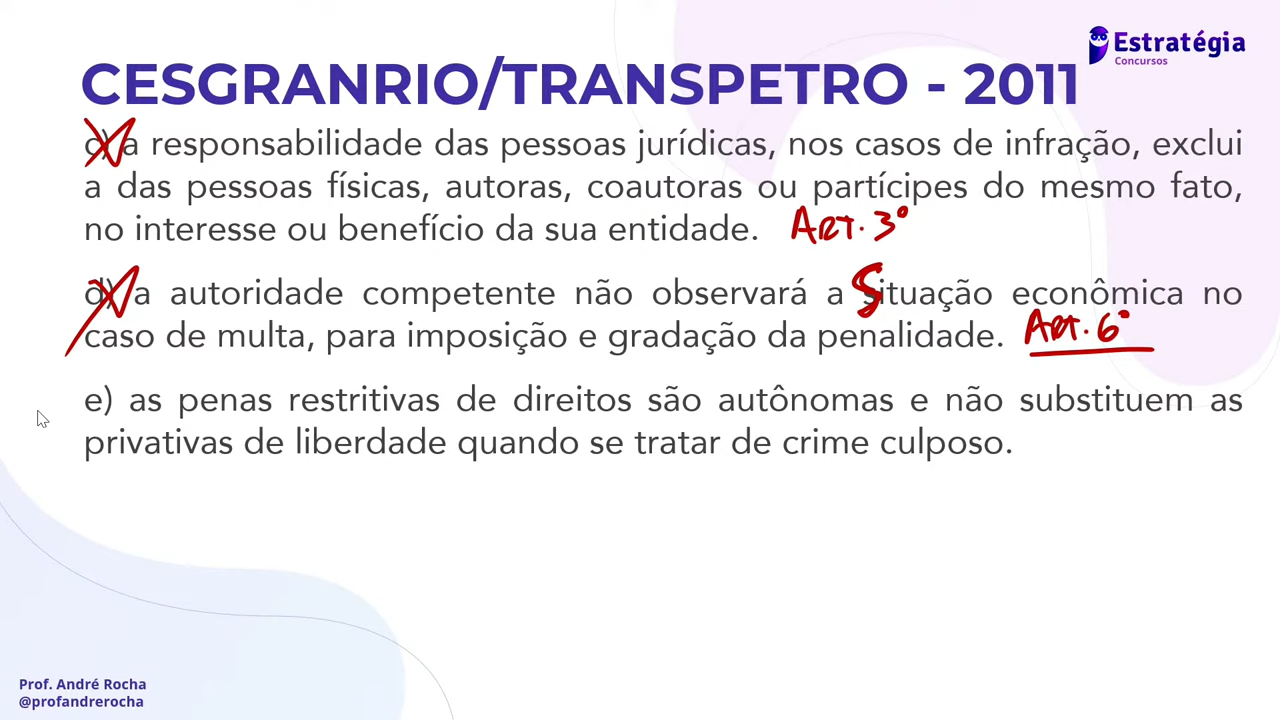 Estratégia
Concursos
CESGRANRIO/TRANSPETRO - 2011
c) a responsabilidade das pessoas jurídicas, nos casos de infração, exclui
a das pessoas físicas, autoras, coautoras ou partícipes do mesmo fato,
no interesse ou benefício da sua entidade. ART. 3º
d) a autoridade competente não observará a situação econômica no
caso de multa, para imposição e gradação da penalidade. ART. 6º
e) as penas restritivas de direitos são autônomas e não substituem as
privativas de liberdade quando se tratar de crime culposo.
Prof. André Rocha
@profandrerocha